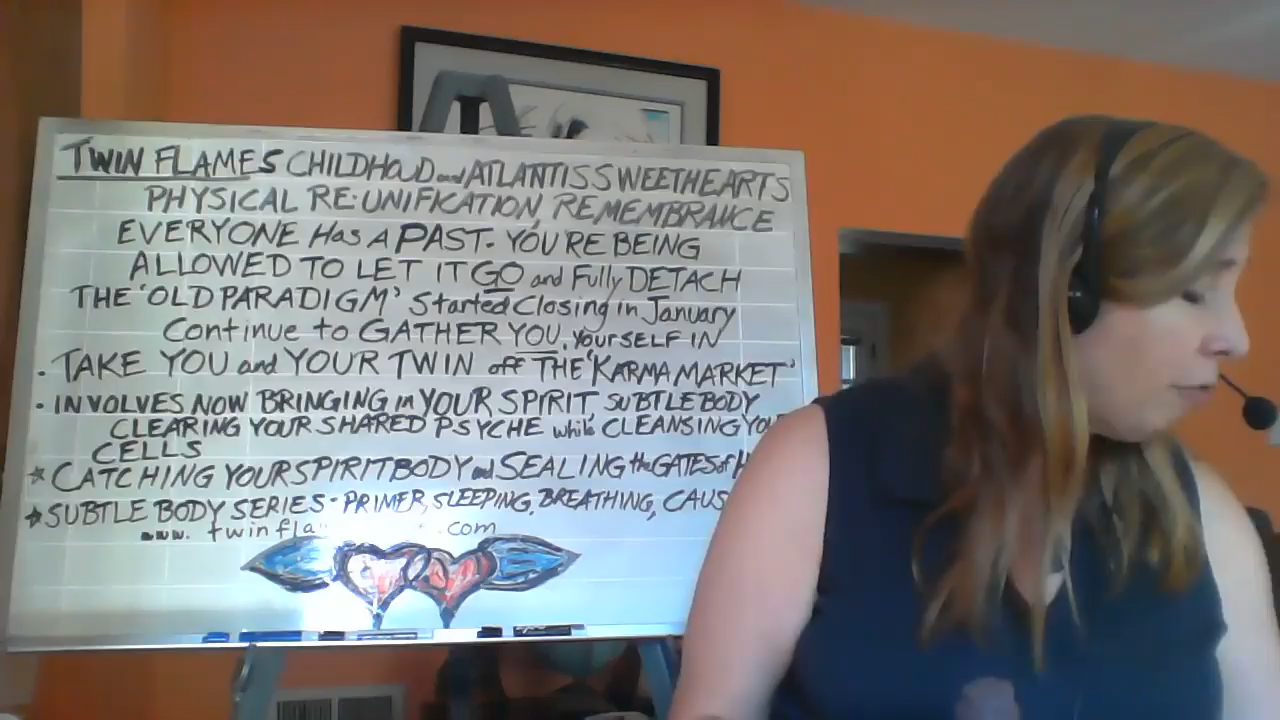 TWIN FLAMES CHILDHOOD and ATLANTIS SWEETHEARTS
PHYSICAL RE:UNIFICATION, REMEMBRANCE
EVERYONE Has A PAST. YOU'RE BEING
ALLOWED TO LET IT GO and Fully DETACH
THE 'OLD PARADIGM' Started Closing in January
Continue to GATHER YOU, YourSELF IN
• TAKE YOU and YOUR TWIN off THE 'KARMA MARKET'
• INVOLVES NOW BRINGING in YOUR SPIRIT, SUBTLE BODY
CLEARING YOUR SHARED PSYCHE while CLEANSING
CELLS
* CATCHING YOUR SPIRIT BODY and SEALING the GATES of
* SUBTLE BODY SERIES - PRIMER, SLEEPING, BREATHING,
www. twinfla .com